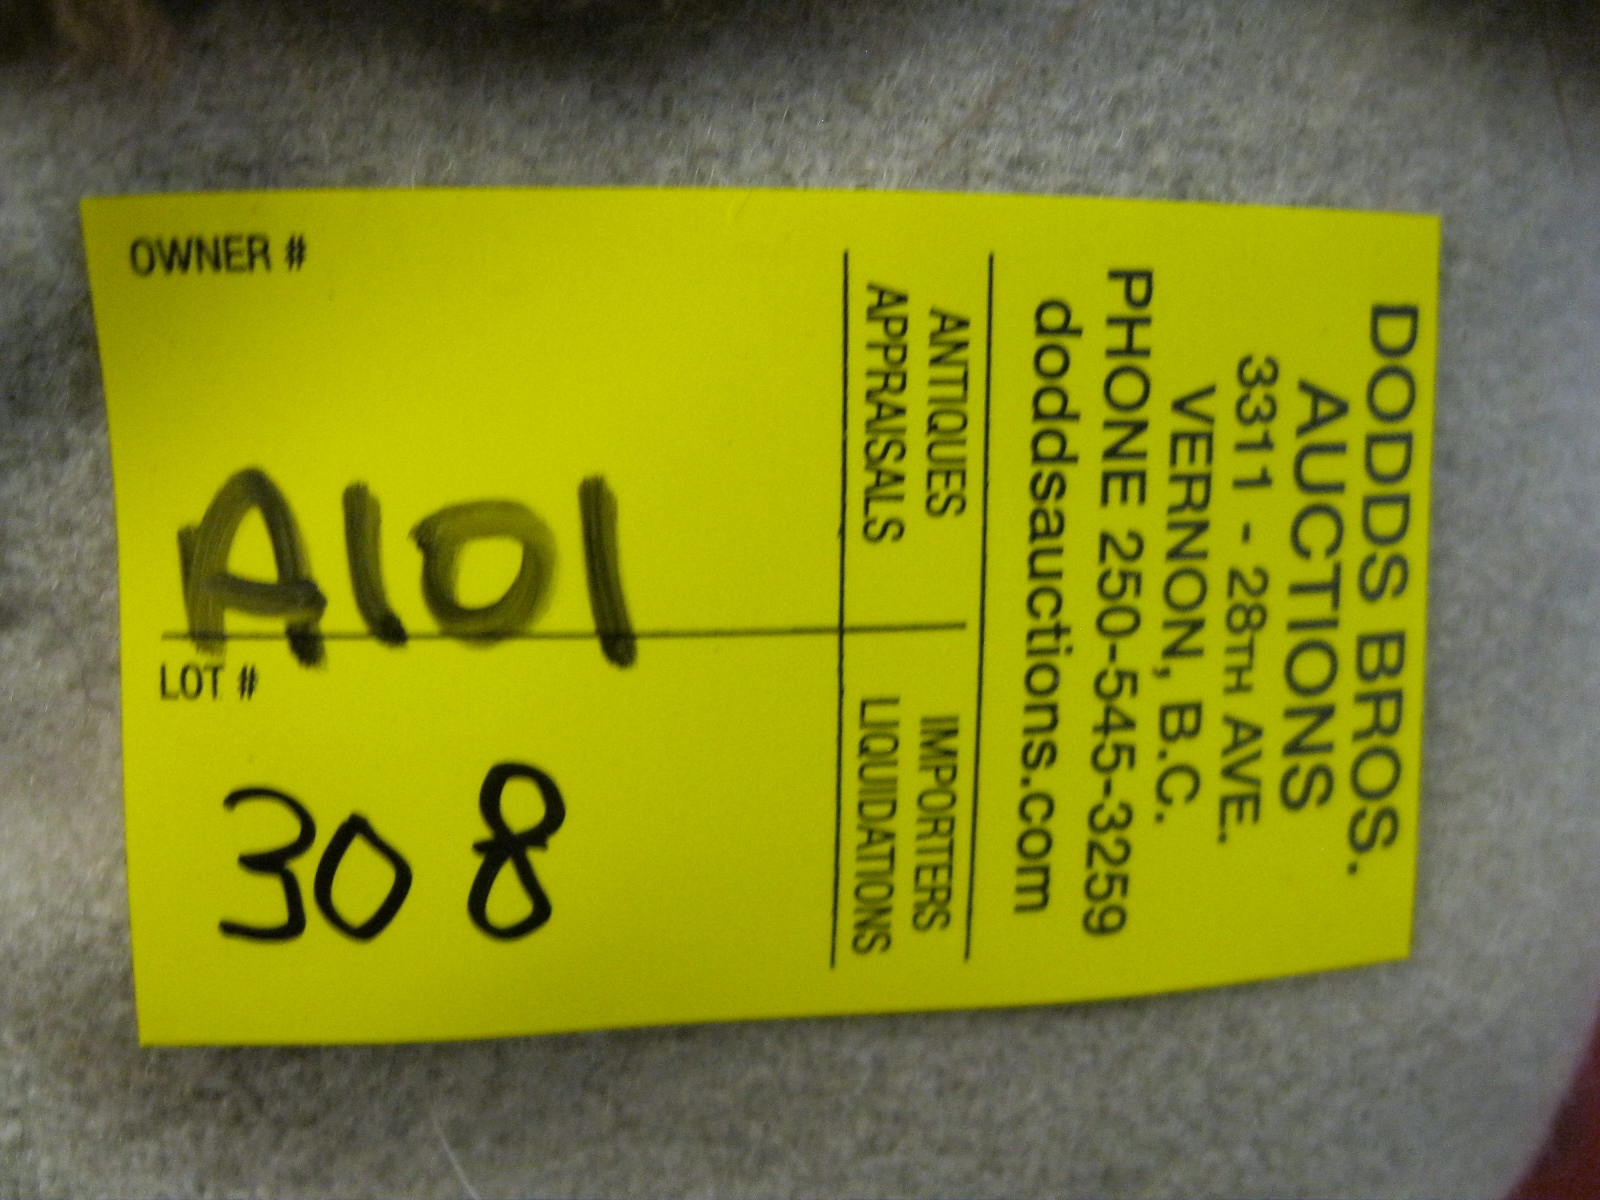 DODDS BROS.
AUCTIONS
3311 - 28TH AVE.
VERNON, B.C.
PHONE 250-545-3259
doddsauctions.com
ANTIQUES
APPRAISALS
IMPORTERS
LIQUIDATIONS
OWNER #
A101
LOT #
308